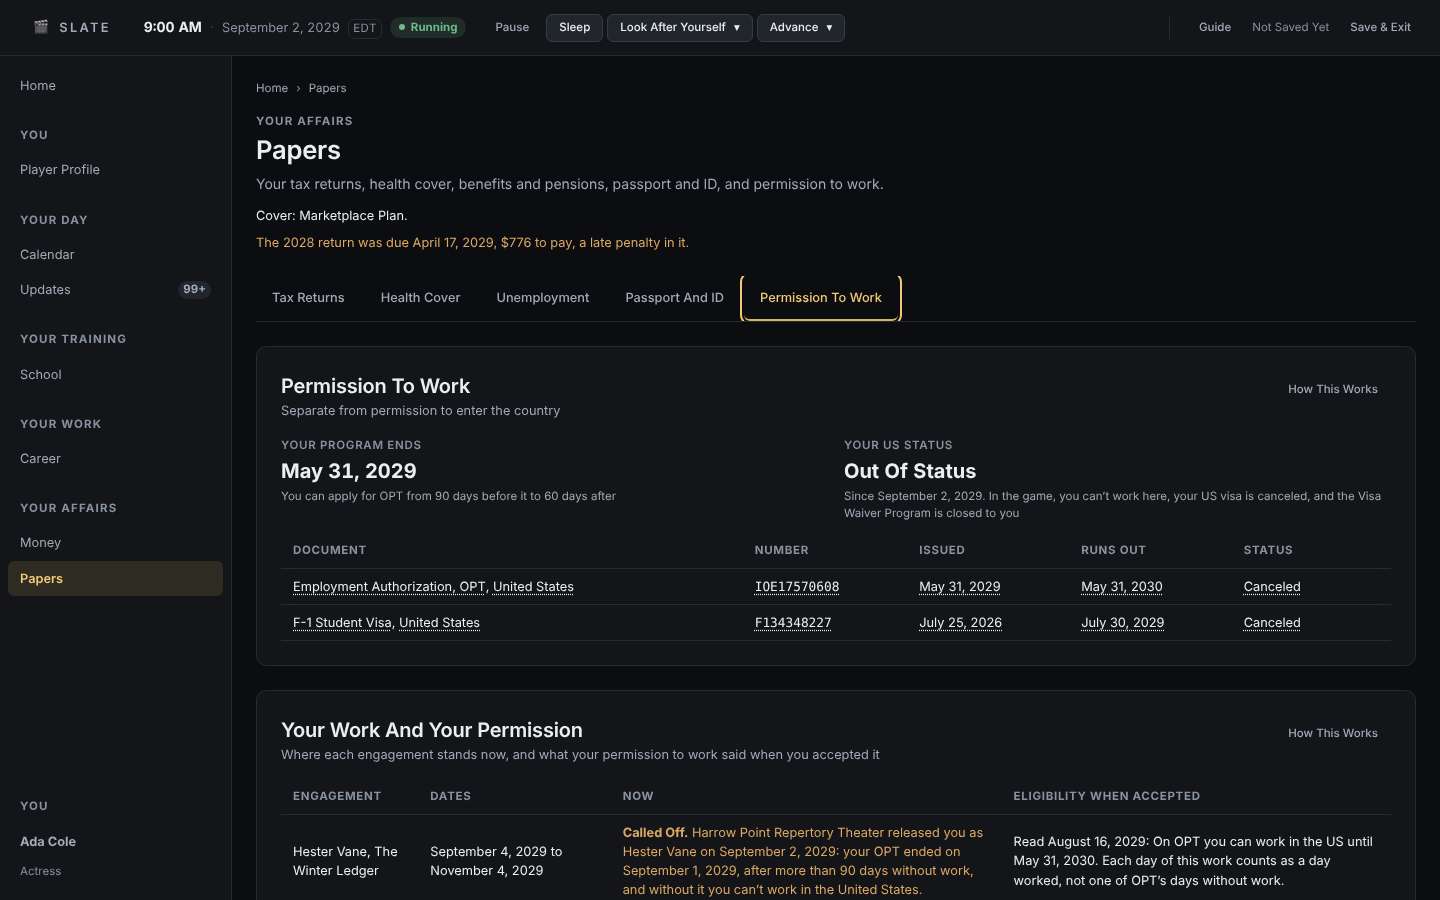 SLATE
9:00 AM · September 2, 2029 EDT Running
Pause
Sleep
Look After Yourself ▾
Advance ▾
Guide
Not Saved Yet
Save & Exit
Home
YOU
Player Profile
YOUR DAY
Calendar
Updates 99+
YOUR TRAINING
School
YOUR WORK
Career
YOUR AFFAIRS
Money
Papers
YOU
Ada Cole
Actress
Home › Papers
YOUR AFFAIRS
Papers
Your tax returns, health cover, benefits and pensions, passport and ID, and permission to work.
Cover: Marketplace Plan.
The 2028 return was due April 17, 2029, $776 to pay, a late penalty in it.
Tax Returns
Health Cover
Unemployment
Passport And ID
Permission To Work
Permission To Work
How This Works
Separate from permission to enter the country
YOUR PROGRAM ENDS
May 31, 2029
You can apply for OPT from 90 days before it to 60 days after
YOUR US STATUS
Out Of Status
Since September 2, 2029. In the game, you can't work here, your US visa is canceled, and the Visa
Waiver Program is closed to you
DOCUMENT NUMBER ISSUED RUNS OUT STATUS
Employment Authorization, OPT, United States IOE17570608 May 31, 2029 May 31, 2030 Canceled
F-1 Student Visa, United States F134348227 July 25, 2026 July 30, 2029 Canceled
Your Work And Your Permission
How This Works
Where each engagement stands now, and what your permission to work said when you accepted it
ENGAGEMENT DATES NOW ELIGIBILITY WHEN ACCEPTED
Hester Vane, The
Winter Ledger
September 4, 2029 to
November 4, 2029
Called Off. Harrow Point Repertory Theater released you as
Hester Vane on September 2, 2029: your OPT ended on
September 1, 2029, after more than 90 days without work,
and without it you can't work in the United States.
Read August 16, 2029: On OPT you can work in the US until
May 31, 2030. Each day of this work counts as a day
worked, not one of OPT's days without work.